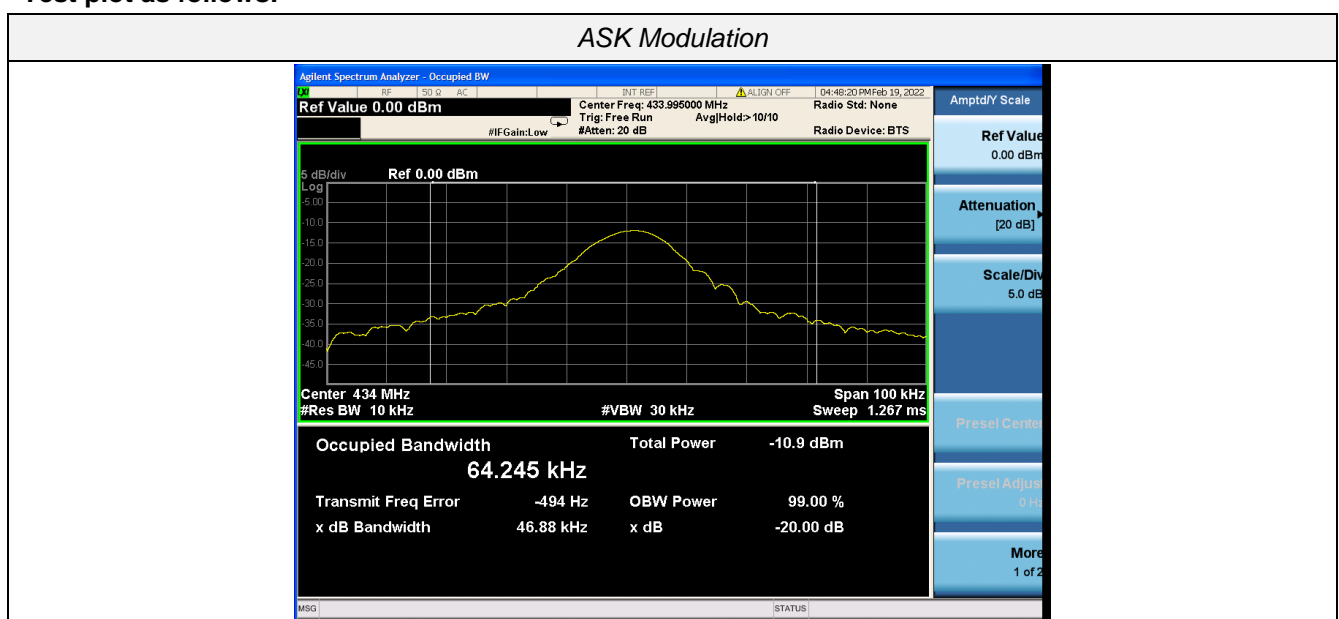 Test plot as follows:
ASK Modulation
Agilent Spectrum Analyzer - Occupied BW
RF 50 Ω AC INT REF ALIGN OFF 04:48:20 PM Feb 19, 2022
Ref Value 0.00 dBm
Center Freq: 433.995000 MHz
Radio Std: None
Trig: Free Run
Avg|Hold:> 10/10
#IFGain:Low
#Atten: 20 dB
Radio Device: BTS
5 dB/div
Ref 0.00 dBm
Log
-5.00
-10.0
-15.0
-20.0
-25.0
-30.0
-35.0
-40.0
-45.0
Center 434 MHz
Span 100 kHz
#Res BW 10 kHz
#VBW 30 kHz
Sweep 1.267 ms
Occupied Bandwidth
64.245 kHz
Total Power -10.9 dBm
Transmit Freq Error -494 Hz
OBW Power 99.00 %
x dB Bandwidth 46.88 kHz
x dB -20.00 dB
MSG
STATUS
Amptd/Y Scale
Ref Value
0.00 dBm
Attenuation
[20 dB]
Scale/Div
5.0 dB
Presel Center
Presel Adjust
0 Hz
More
1 of 2